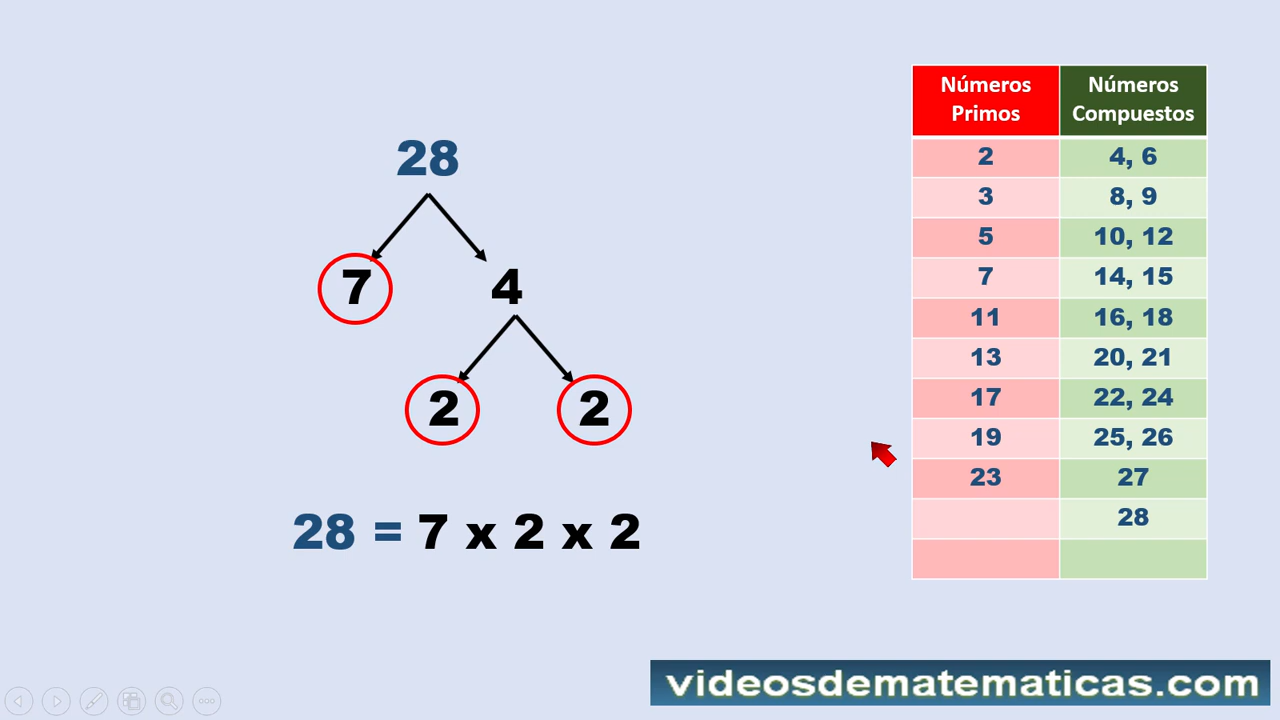 28
7 4
2 2
28 = 7 x 2 x 2
Números Primos
Números Compuestos
2 4, 6
3 8, 9
5 10, 12
7 14, 15
11 16, 18
13 20, 21
17 22, 24
19 25, 26
23 27
28
videosdematematicas.com